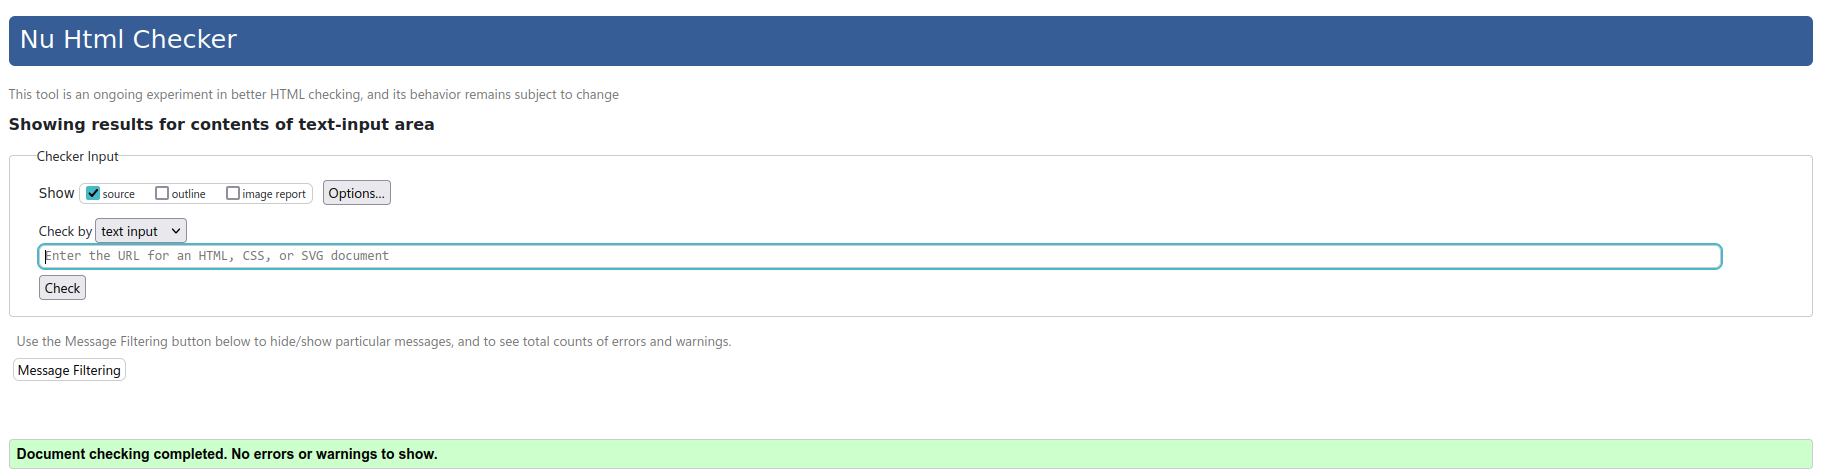 Nu Html Checker
This tool is an ongoing experiment in better HTML checking, and its behavior remains subject to change
Showing results for contents of text-input area
Checker Input
Show source outline image report Options...
Check by text input
Enter the URL for an HTML, CSS, or SVG document
Check
Use the Message Filtering button below to hide/show particular messages, and to see total counts of errors and warnings.
Message Filtering
Document checking completed. No errors or warnings to show.